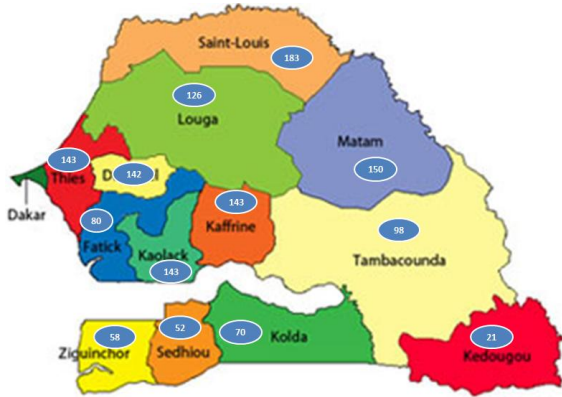 Saint-Louis
183
126
Louga
Matam
150
143
Thies
142
Dakar
80
Fatick
143
Kaffrine
Kaolack
143
98
Tambacounda
58
Ziguinchor
52
Sedhiou
70
Kolda
21
Kedougou